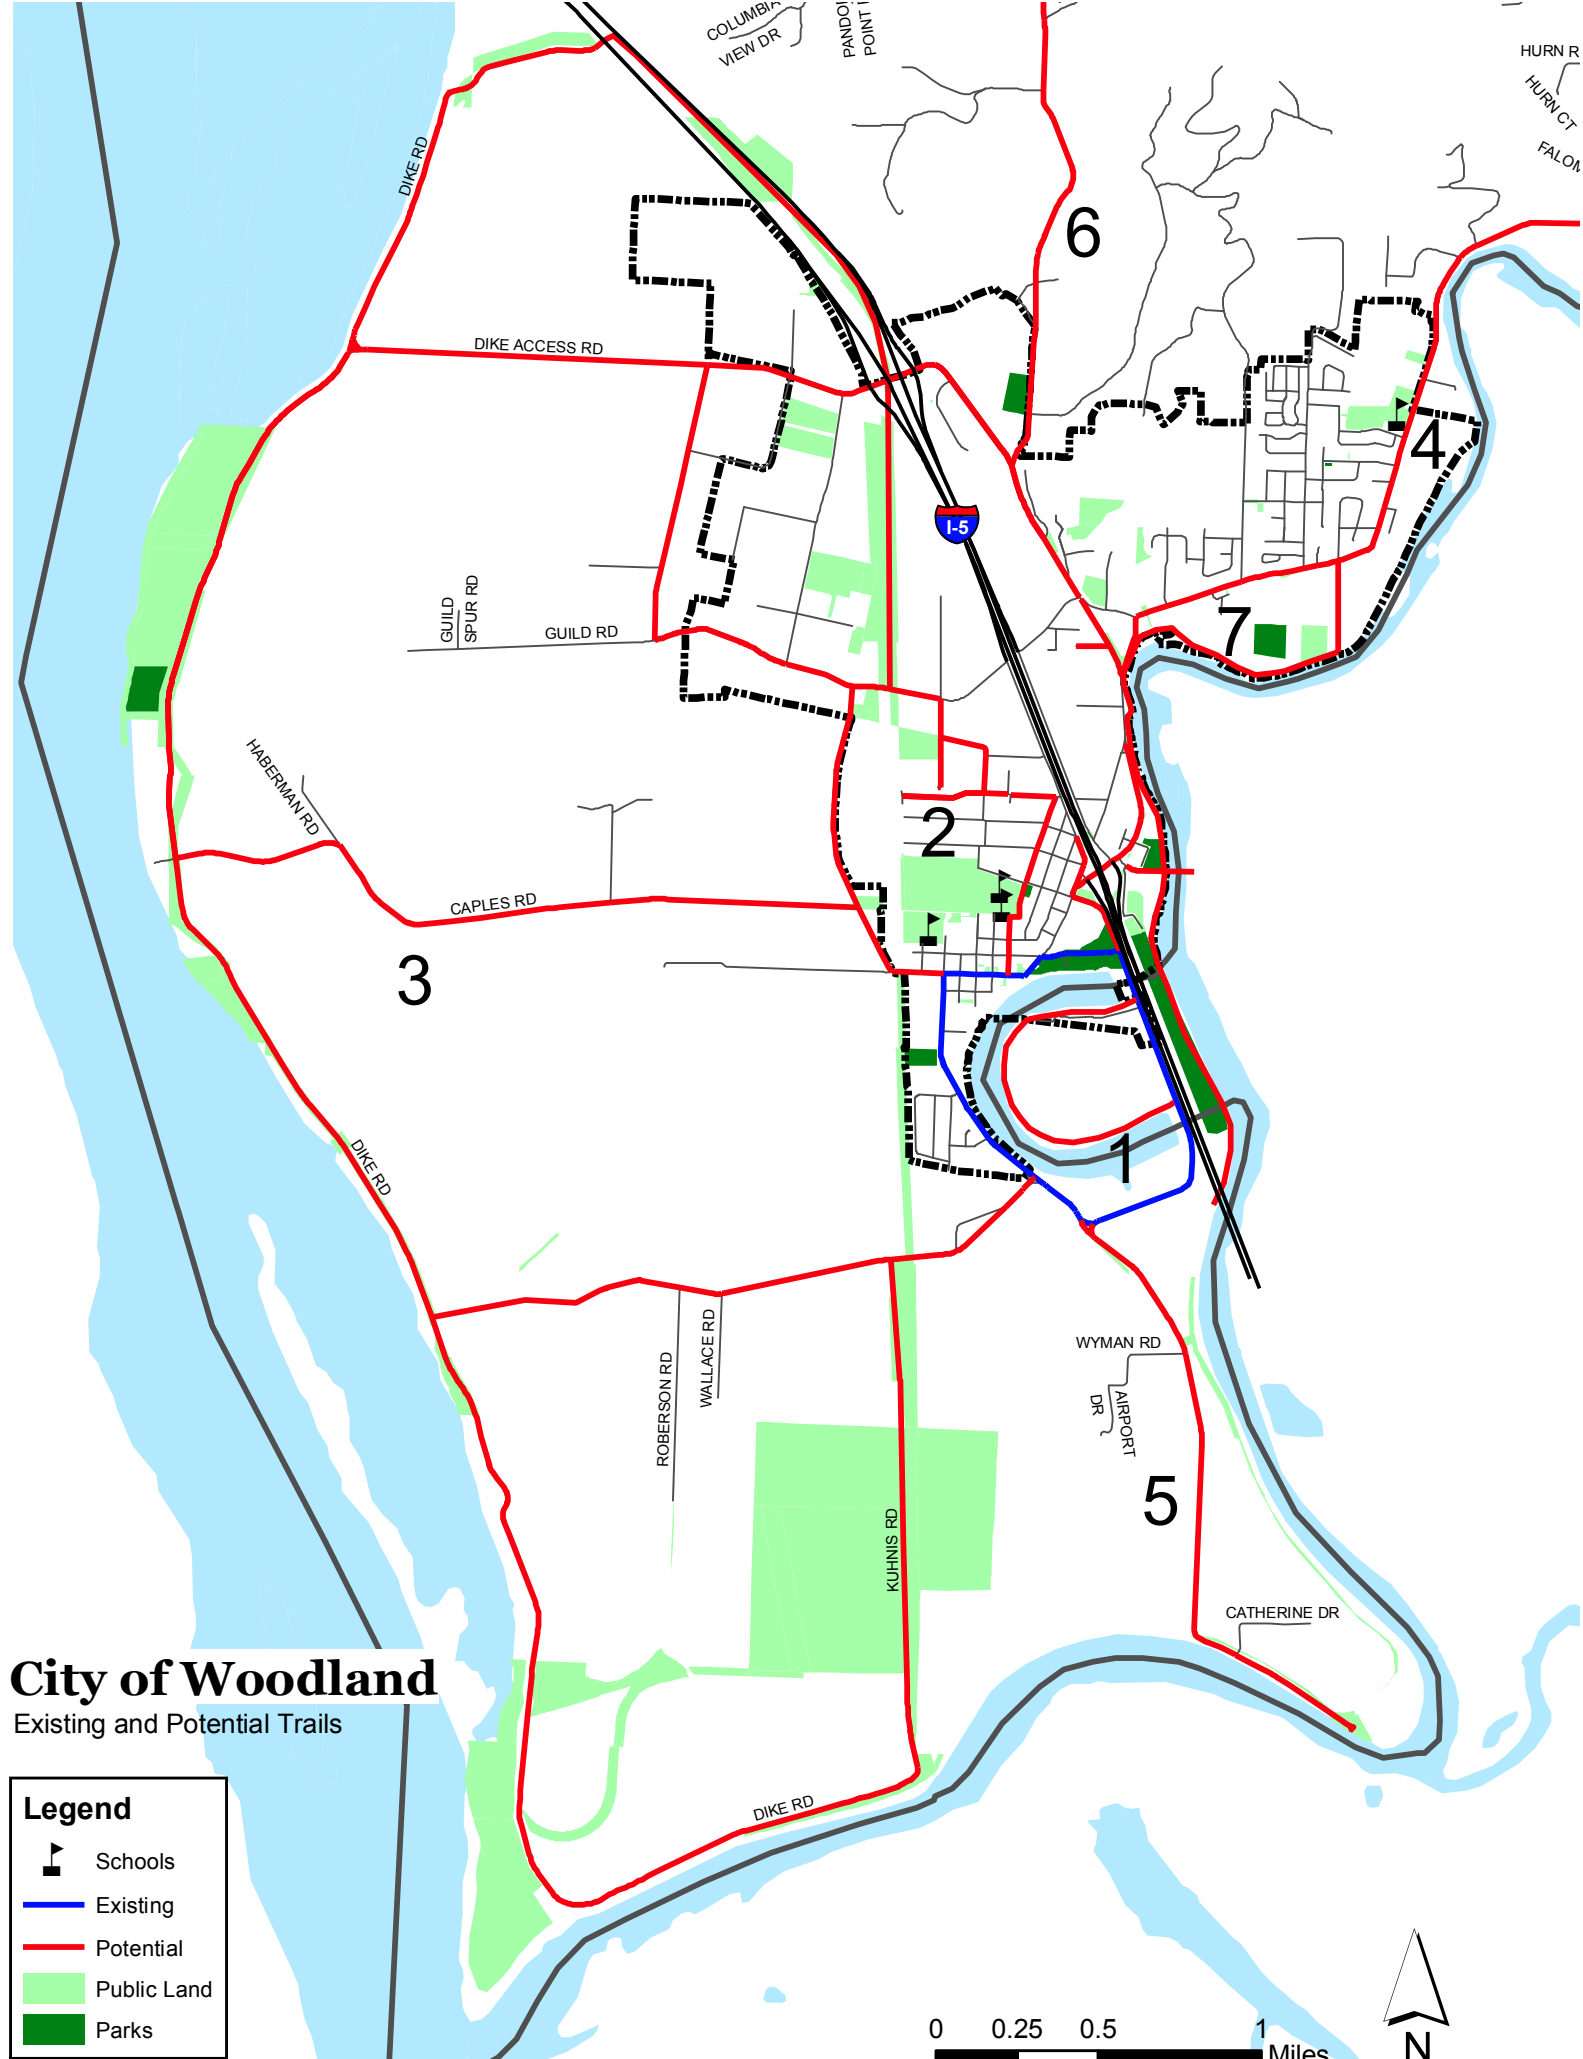 COLUMBIA
VIEW DR
POINT
HURN R
HURN CT
DIKE RD
6
DIKE ACCESS RD
4
I-5
GUILD
SPUR RD
GUILD RD
7
HABERMAN RD
2
CAPLES RD
3
1
DIKE RD
WYMAN RD
ROBERSON RD
WALLACE RD
AIRPORT
DR
5
KUHNIS RD
CATHERINE DR
City of Woodland
Existing and Potential Trails
DIKE RD
Legend
Schools
Existing
Potential
Public Land
Parks
0 0.25 0.5 1
Miles
N